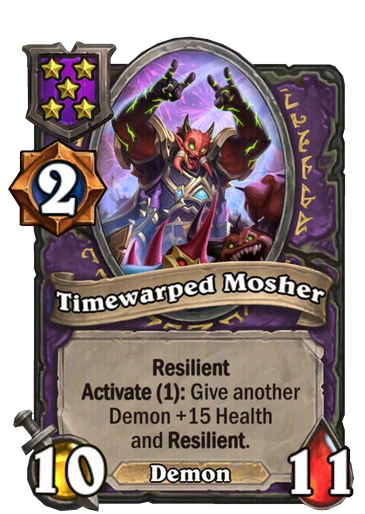 2
Timewarped Mosher
Resilient
Activate (1): Give another
Demon +15 Health
and Resilient.
10
Demon
11